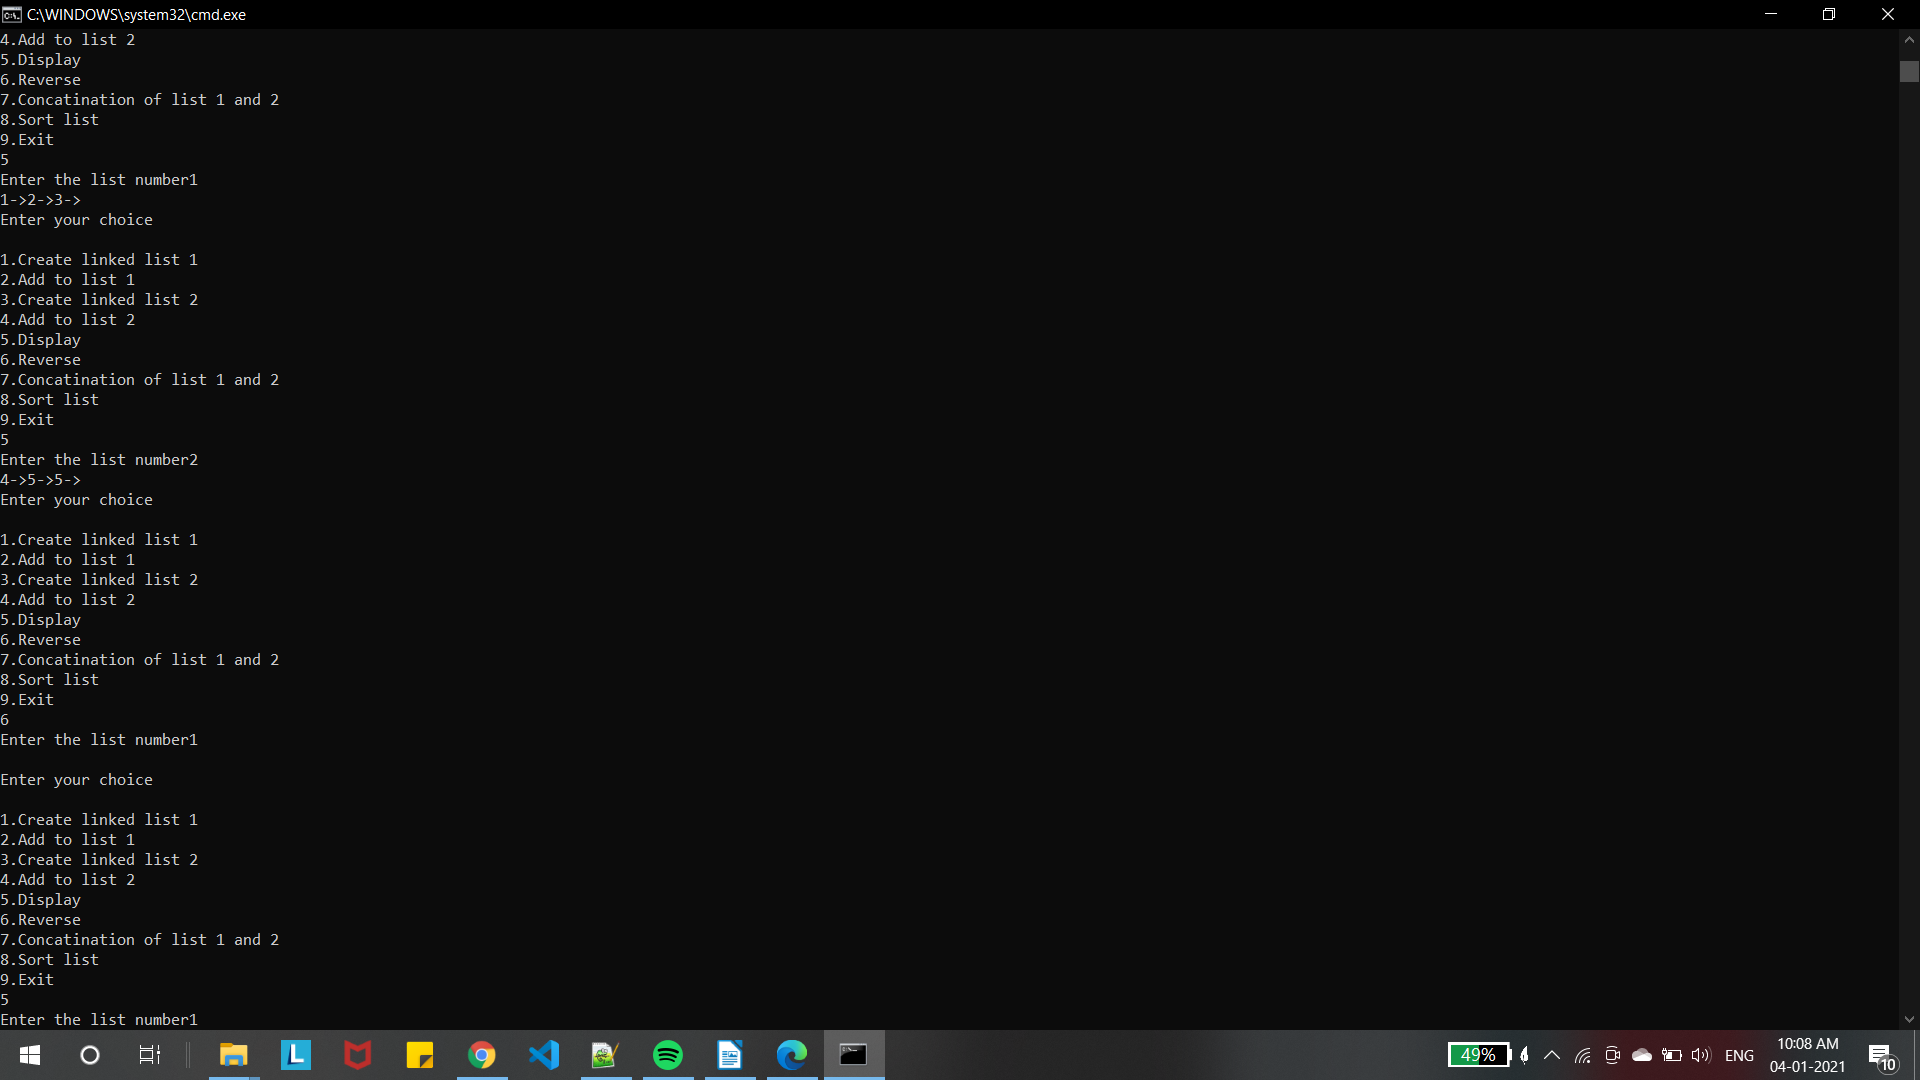 C:\WINDOWS\system32\cmd.exe
4.Add to list 2
5.Display
6.Reverse
7.Concatination of list 1 and 2
8.Sort list
9.Exit
5
Enter the list number1
1->2->3->
Enter your choice
1.Create linked list 1
2.Add to list 1
3.Create linked list 2
4.Add to list 2
5.Display
6.Reverse
7.Concatination of list 1 and 2
8.Sort list
9.Exit
5
Enter the list number2
4->5->5->
Enter your choice
1.Create linked list 1
2.Add to list 1
3.Create linked list 2
4.Add to list 2
5.Display
6.Reverse
7.Concatination of list 1 and 2
8.Sort list
9.Exit
6
Enter the list number1
Enter your choice
1.Create linked list 1
2.Add to list 1
3.Create linked list 2
4.Add to list 2
5.Display
6.Reverse
7.Concatination of list 1 and 2
8.Sort list
9.Exit
5
Enter the list number1
L
49%
ENG
10:08 AM
04-01-2021
10